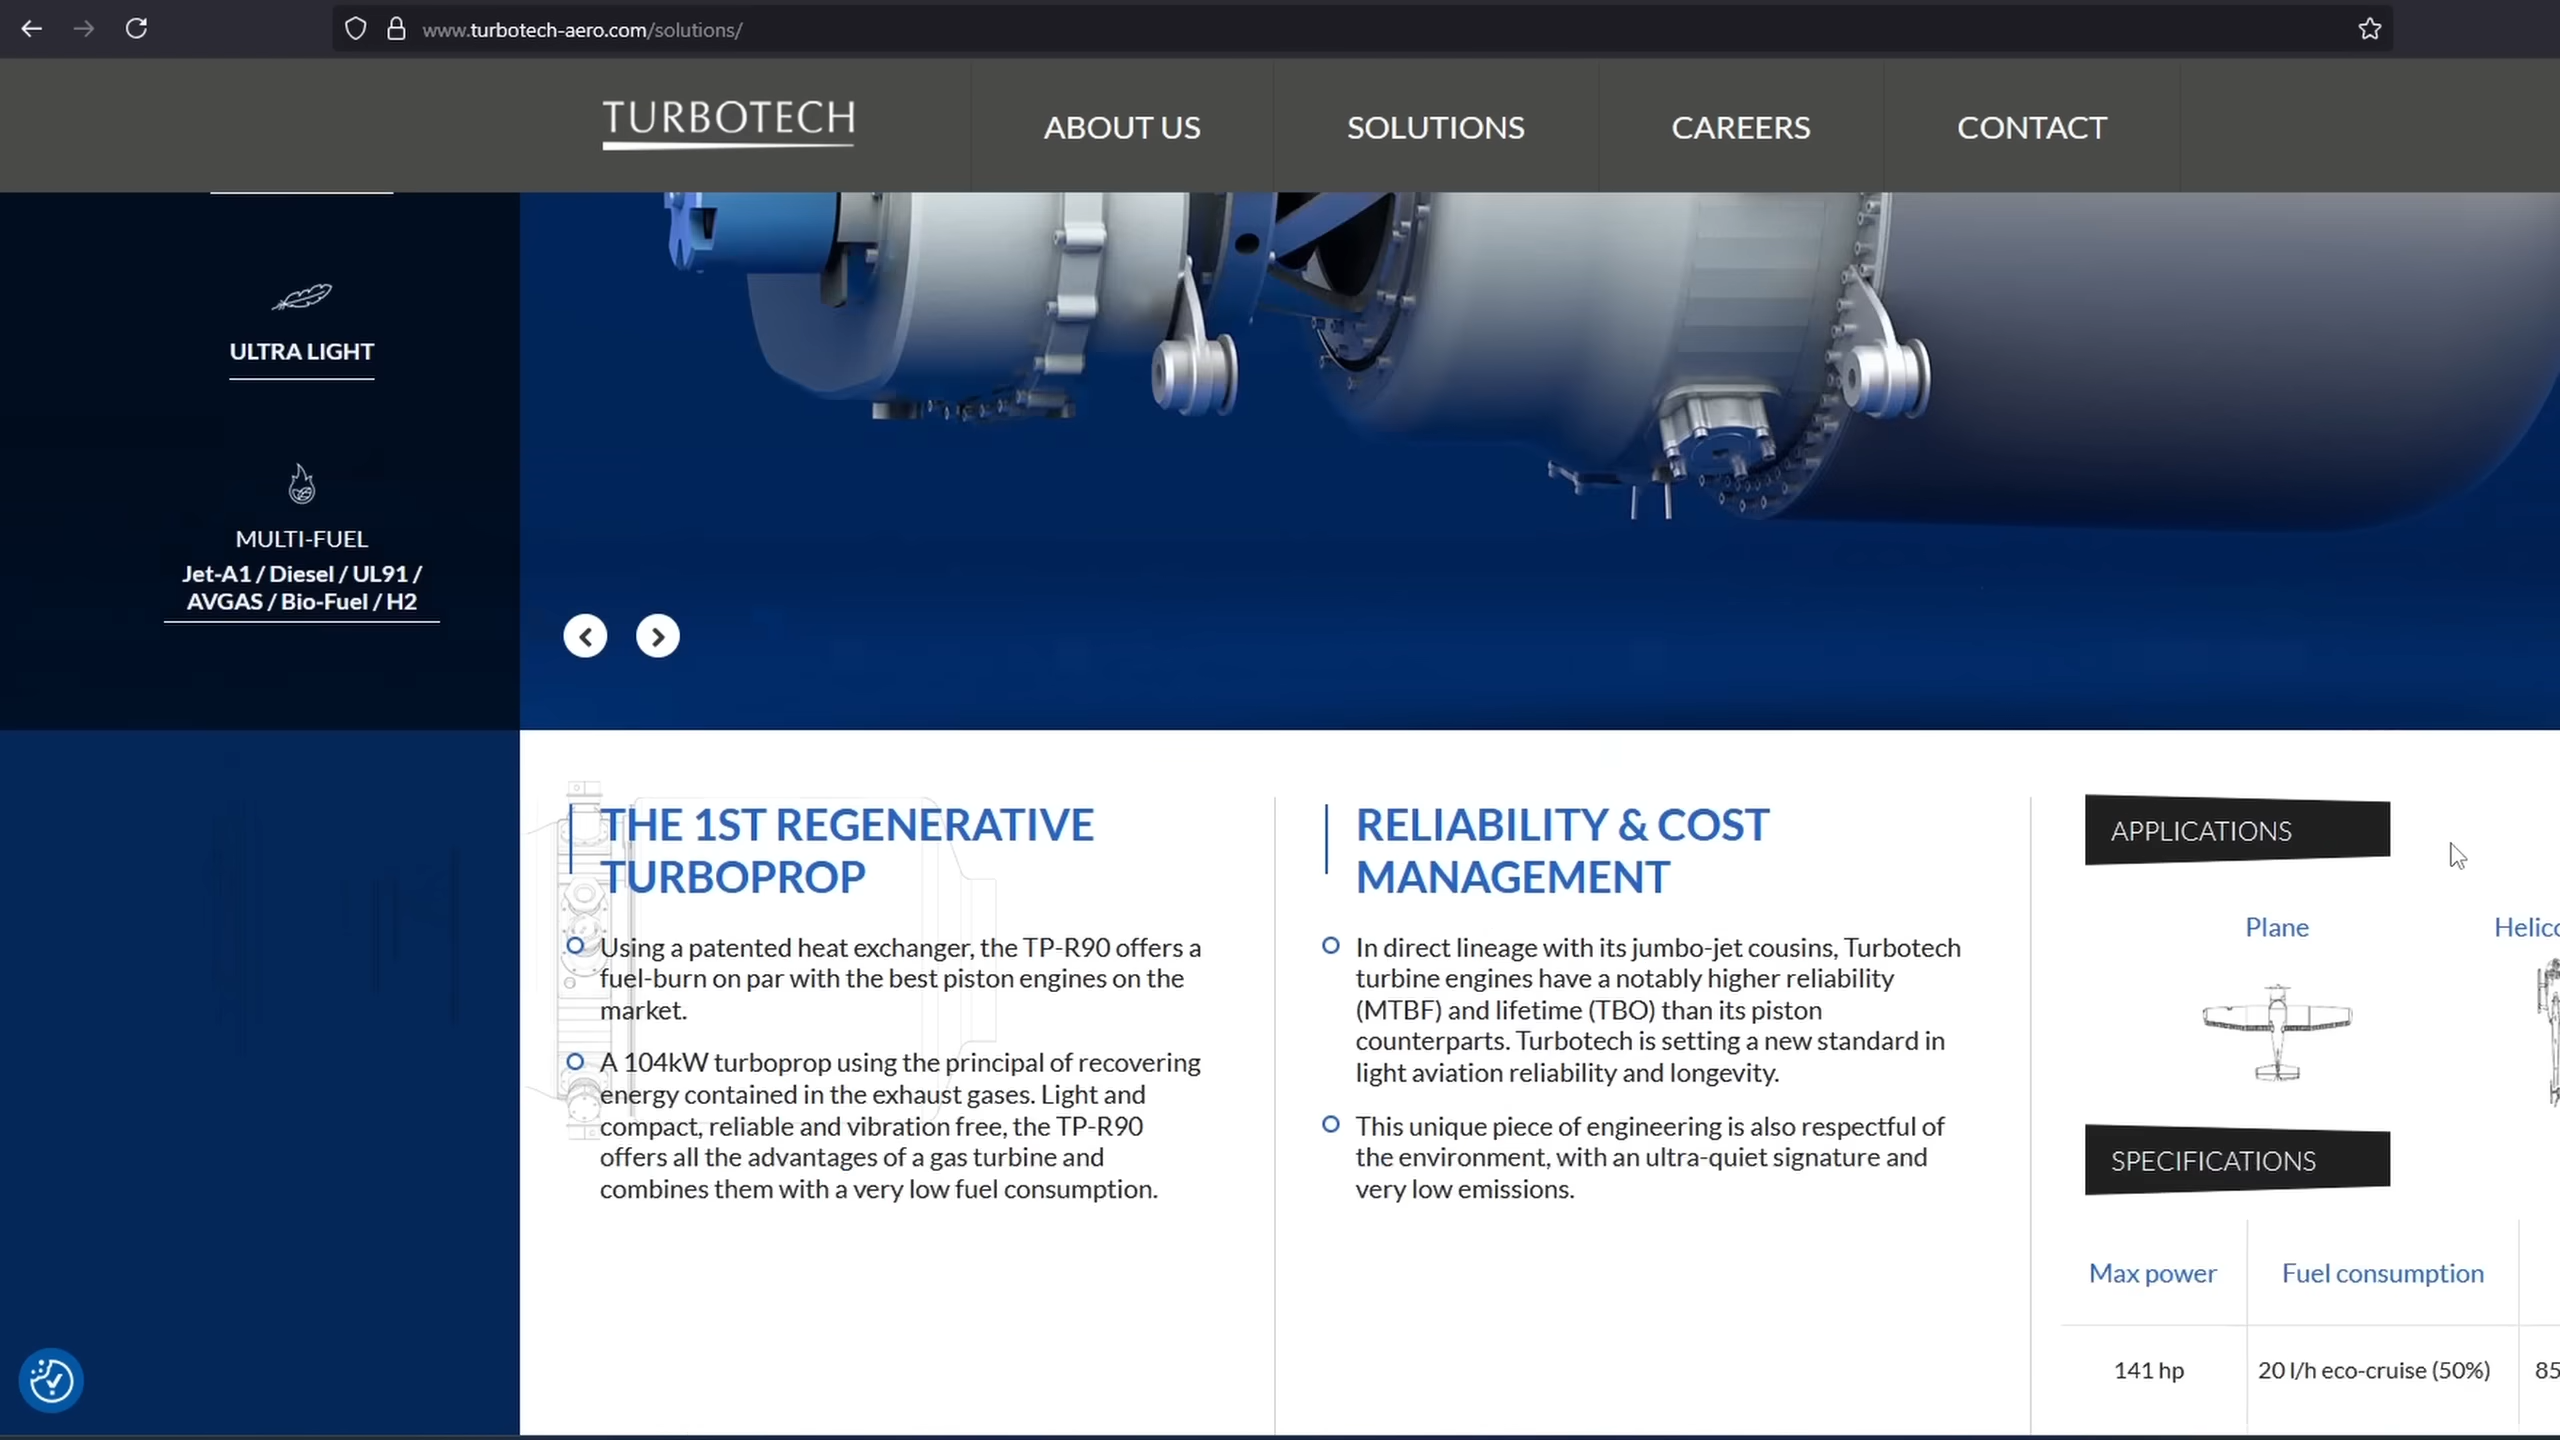 www.turbotech-aero.com/solutions/
TURBOTECH
ABOUT US
SOLUTIONS
CAREERS
CONTACT
ULTRA LIGHT
MULTI-FUEL
Jet-A1 / Diesel / UL91 /
AVGAS / Bio-Fuel / H2
THE 1ST REGENERATIVE
TURBOPROP
Using a patented heat exchanger, the TP-R90 offers a
fuel-burn on par with the best piston engines on the
market.
A 104kW turboprop using the principal of recovering
energy contained in the exhaust gases. Light and
compact, reliable and vibration free, the TP-R90
offers all the advantages of a gas turbine and
combines them with a very low fuel consumption.
RELIABILITY & COST
MANAGEMENT
In direct lineage with its jumbo-jet cousins, Turbotech
turbine engines have a notably higher reliability
(MTBF) and lifetime (TBO) than its piston
counterparts. Turbotech is setting a new standard in
light aviation reliability and longevity.
This unique piece of engineering is also respectful of
the environment, with an ultra-quiet signature and
very low emissions.
APPLICATIONS
Plane
Helico
SPECIFICATIONS
Max power
Fuel consumption
141 hp
20 l/h eco-cruise (50%)
85